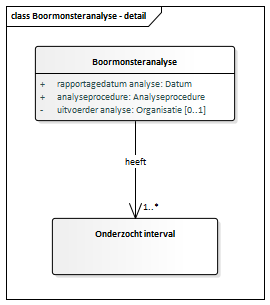 class Boormonsteranalyse - detail
Boormonsteranalyse
+ rapportagedatum analyse: Datum
+ analyseprocedure: Analyseprocedure
- uitvoerder analyse: Organisatie [0..1]
heeft
1..*
Onderzocht interval